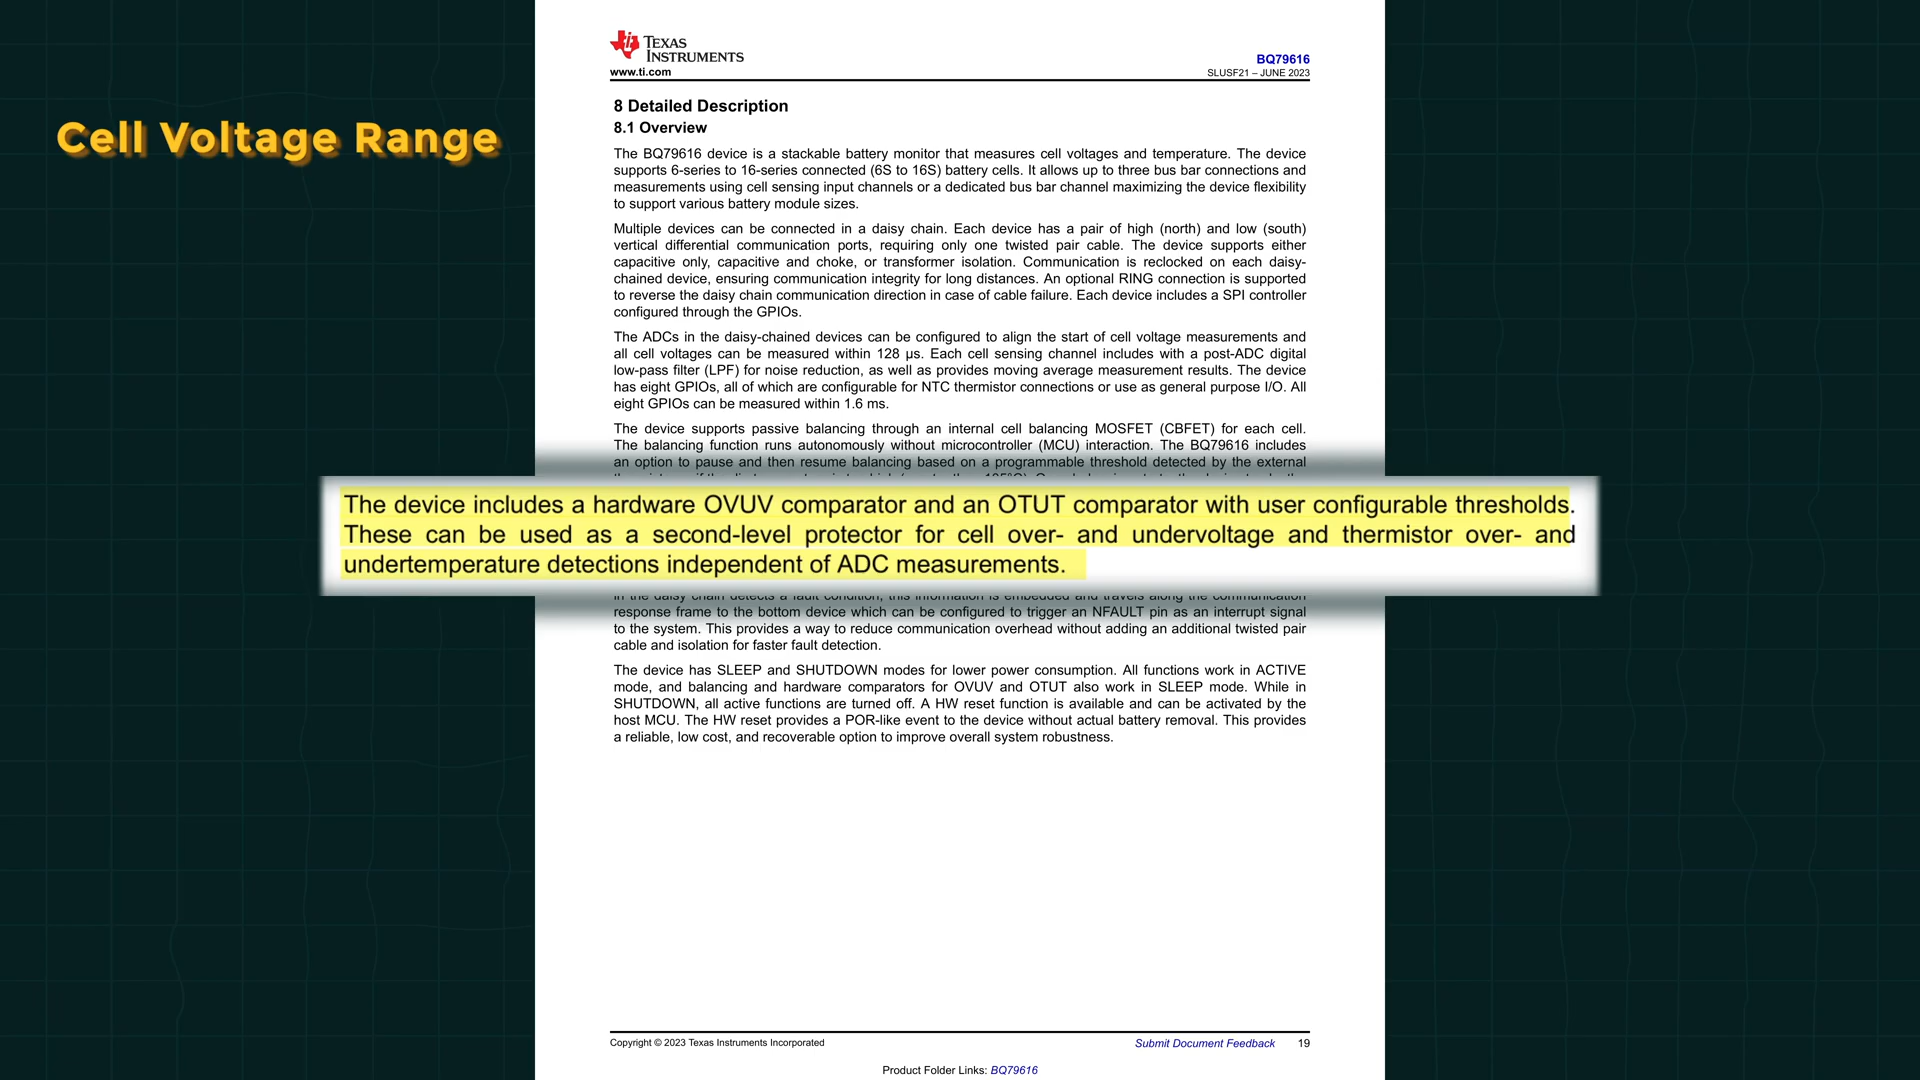 Cell Voltage Range
TEXAS
INSTRUMENTS
www.ti.com
BQ79616
SLUSF21 – JUNE 2023
8 Detailed Description
8.1 Overview
The BQ79616 device is a stackable battery monitor that measures cell voltages and temperature. The device
supports 6-series to 16-series connected (6S to 16S) battery cells. It allows up to three bus bar connections and
measurements using cell sensing input channels or a dedicated bus bar channel maximizing the device flexibility
to support various battery module sizes.
Multiple devices can be connected in a daisy chain. Each device has a pair of high (north) and low (south)
vertical differential communication ports, requiring only one twisted pair cable. The device supports either
capacitive only, capacitive and choke, or transformer isolation. Communication is reclocked on each daisy-
chained device, ensuring communication integrity for long distances. An optional RING connection is supported
to reverse the daisy chain communication direction in case of cable failure. Each device includes a SPI controller
configured through the GPIOs.
The ADCs in the daisy-chained devices can be configured to align the start of cell voltage measurements and
all cell voltages can be measured within 128 µs. Each cell sensing channel includes with a post-ADC digital
low-pass filter (LPF) for noise reduction, as well as provides moving average measurement results. The device
has eight GPIOs, all of which are configurable for NTC thermistor connections or use as general purpose I/O. All
eight GPIOs can be measured within 1.6 ms.
The device supports passive balancing through an internal cell balancing MOSFET (CBFET) for each cell.
The balancing function runs autonomously without microcontroller (MCU) interaction. The BQ79616 includes
an option to pause and then resume balancing based on a programmable threshold detected by the external
The device includes a hardware OVUV comparator and an OTUT comparator with user configurable thresholds.
These can be used as a second-level protector for cell over- and undervoltage and thermistor over- and
undertemperature detections independent of ADC measurements.
in the daisy chain detects a fault condition, this information is embedded and travels along the communication
response frame to the bottom device which can be configured to trigger an NFAULT pin as an interrupt signal
to the system. This provides a way to reduce communication overhead without adding an additional twisted pair
cable and isolation for faster fault detection.
The device has SLEEP and SHUTDOWN modes for lower power consumption. All functions work in ACTIVE
mode, and balancing and hardware comparators for OVUV and OTUT also work in SLEEP mode. While in
SHUTDOWN, all active functions are turned off. A HW reset function is available and can be activated by the
host MCU. The HW reset provides a POR-like event to the device without actual battery removal. This provides
a reliable, low cost, and recoverable option to improve overall system robustness.
Copyright © 2023 Texas Instruments Incorporated
Submit Document Feedback 19
Product Folder Links: BQ79616